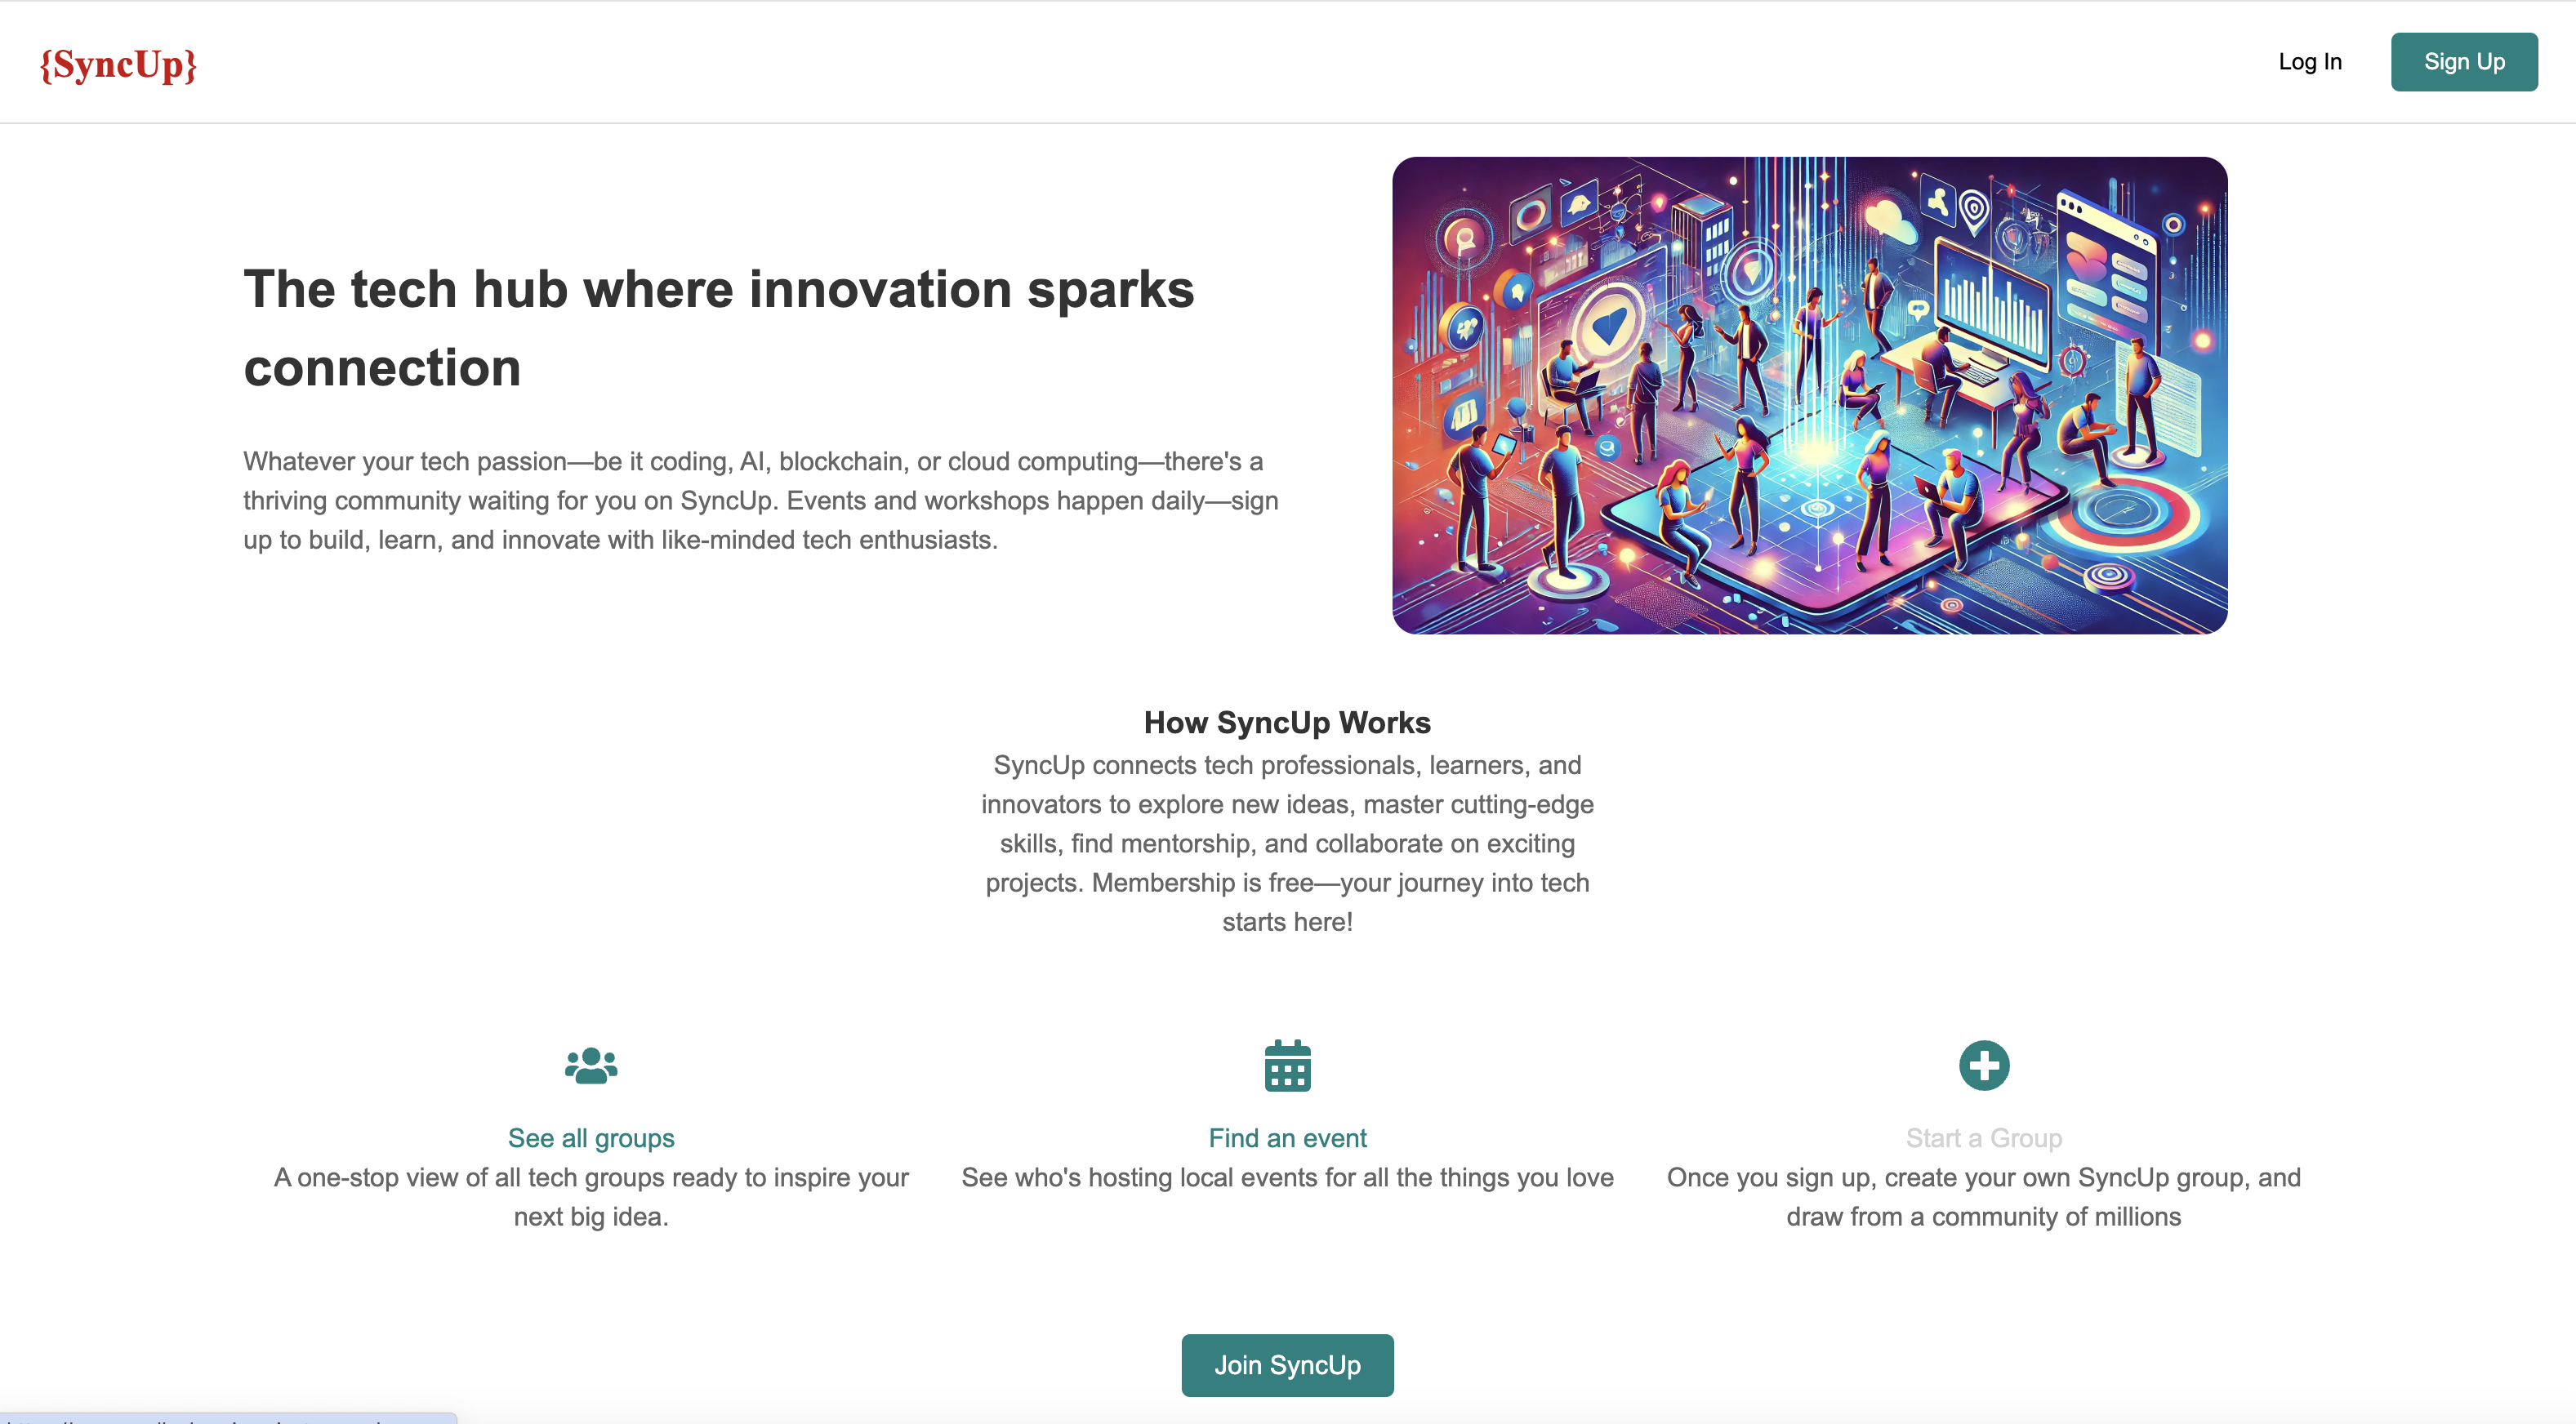 {SyncUp}
Log In
Sign Up
The tech hub where innovation sparks
connection
Whatever your tech passion—be it coding, AI, blockchain, or cloud computing—there's a
thriving community waiting for you on SyncUp. Events and workshops happen daily—sign
up to build, learn, and innovate with like-minded tech enthusiasts.
How SyncUp Works
SyncUp connects tech professionals, learners, and
innovators to explore new ideas, master cutting-edge
skills, find mentorship, and collaborate on exciting
projects. Membership is free—your journey into tech
starts here!
See all groups
A one-stop view of all tech groups ready to inspire your
next big idea.
Find an event
See who's hosting local events for all the things you love
Start a Group
Once you sign up, create your own SyncUp group, and
draw from a community of millions
Join SyncUp